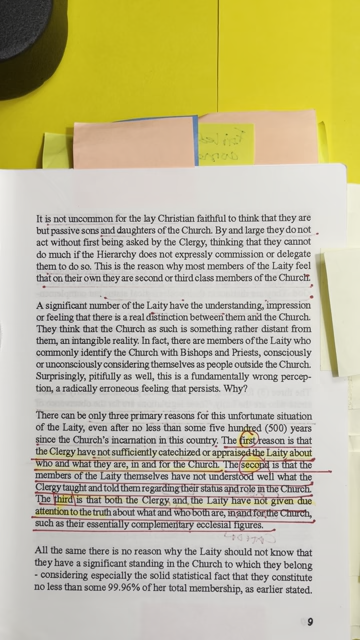 It is not uncommon for the lay Christian faithful to think that they are
but passive sons and daughters of the Church. By and large they do not
act without first being asked by the Clergy, thinking that they cannot
do much if the Hierarchy does not expressly commission or delegate
them to do so. This is the reason why most members of the Laity feel
that on their own they are second or third class members of the Church.
A significant number of the Laity have the understanding, impression
or feeling that there is a real distinction between them and the Church.
They think that the Church as such is something rather distant from
them, an intangible reality. In fact, there are members of the Laity who
commonly identify the Church with Bishops and Priests, consciously
or unconsciously considering themselves as people outside the Church.
Surprisingly, pitifully as well, this is a fundamentally wrong percep-
tion, a radically erroneous feeling that persists. Why?
There can be only three primary reasons for this unfortunate situation
of the Laity, even after no less than some five hundred (500) years
since the Church's incarnation in this country. The first reason is that
the Clergy have not sufficiently catechized or appraised the Laity about
who and what they are, in and for the Church. The second is that the
members of the Laity themselves have not understood well what the
Clergy taught and told them regarding their status and role in the Church.
The third is that both the Clergy and the Laity have not given due
attention to the truth about what and who both are, in and for the Church,
such as their essentially complementary ecclesial figures.
All the same there is no reason why the Laity should not know that
they have a significant standing in the Church to which they belong
- considering especially the solid statistical fact that they constitute
no less than some 99.96% of her total membership, as earlier stated.
9